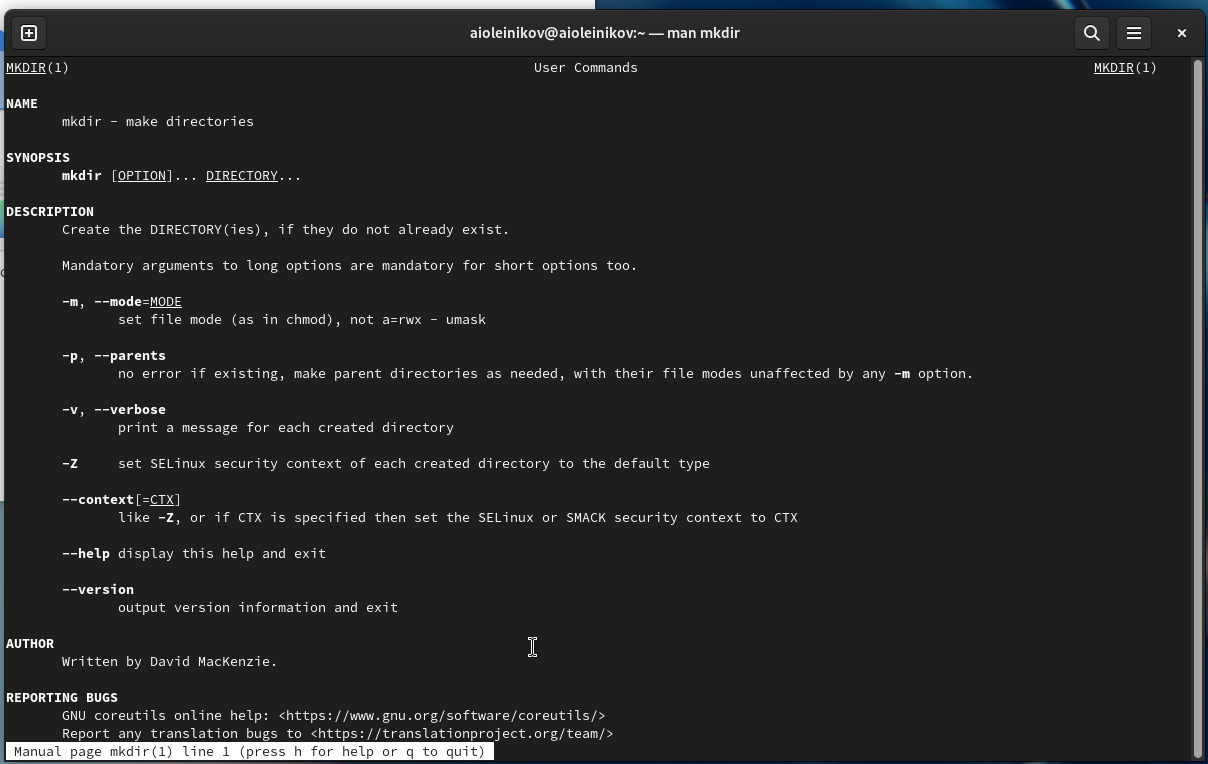 aioleinikov@aioleinikov:~ — man mkdir
MKDIR(1) User Commands MKDIR(1)
NAME
mkdir - make directories
SYNOPSIS
mkdir [OPTION]... DIRECTORY...
DESCRIPTION
Create the DIRECTORY(ies), if they do not already exist.
Mandatory arguments to long options are mandatory for short options too.
-m, --mode=MODE
set file mode (as in chmod), not a=rwx - umask
-p, --parents
no error if existing, make parent directories as needed, with their file modes unaffected by any -m option.
-v, --verbose
print a message for each created directory
-Z set SELinux security context of each created directory to the default type
--context[=CTX]
like -Z, or if CTX is specified then set the SELinux or SMACK security context to CTX
--help display this help and exit
--version
output version information and exit
AUTHOR
Written by David MacKenzie.
REPORTING BUGS
GNU coreutils online help: <https://www.gnu.org/software/coreutils/>
Report any translation bugs to <https://translationproject.org/team/>
Manual page mkdir(1) line 1 (press h for help or q to quit)